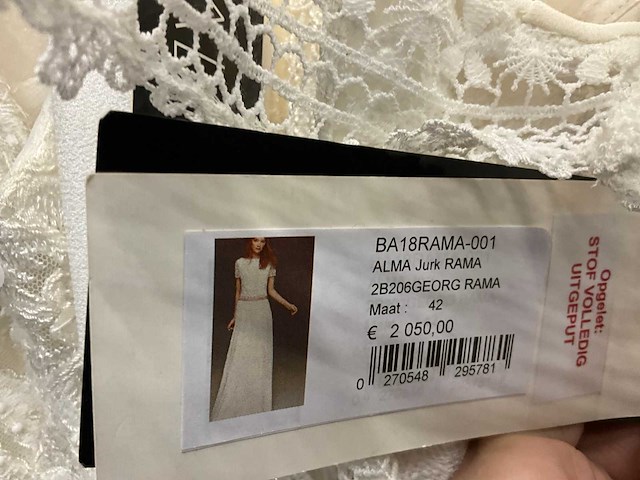 BA18RAMA-001
ALMA Jurk RAMA
2B206GEORG RAMA
Maat : 42
€ 2 050,00
0 270548 295781
Opgelet:
STOF VOLLEDIG
UITGEPUT